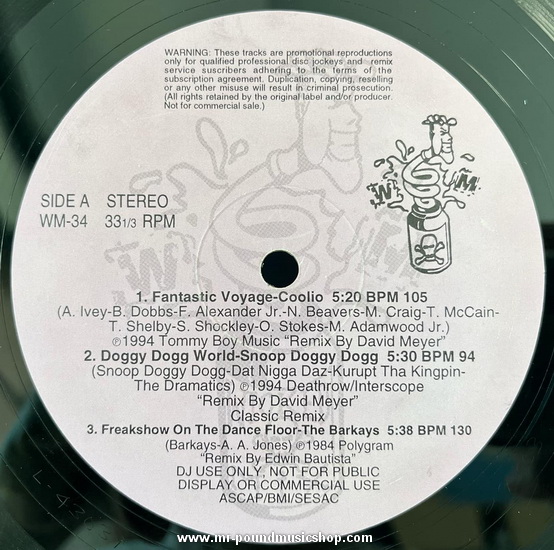 WARNING: These tracks are promotional reproductions
only for qualified professional disc jockeys and remix
service suscribers adhering to the terms of the
subscription agreement. Duplication, copying, reselling
or any other misuse will result in criminal prosecution.
(All rights retained by the original label and/or producer.
Not for commercial sale.)
W M
SIDE A STEREO
WM-34 33 1/3 RPM
1. Fantastic Voyage-Coolio 5:20 BPM 105
(A. Ivey-B. Dobbs-F. Alexander Jr.-N. Beavers-M. Craig-T. McCain-
T. Shelby-S. Shockley-O. Stokes-M. Adamwood Jr.)
℗1994 Tommy Boy Music "Remix By David Meyer"
2. Doggy Dogg World-Snoop Doggy Dogg 5:30 BPM 94
(Snoop Doggy Dogg-Dat Nigga Daz-Kurupt Tha Kingpin-
The Dramatics) ℗1994 Deathrow/Interscope
"Remix By David Meyer"
Classic Remix
3. Freakshow On The Dance Floor-The Barkays 5:38 BPM 130
(Barkays-A. A. Jones) ℗1984 Polygram
"Remix By Edwin Bautista"
DJ USE ONLY, NOT FOR PUBLIC
DISPLAY OR COMMERCIAL USE
ASCAP/BMI/SESAC
www.mr-poundmusicshop.com